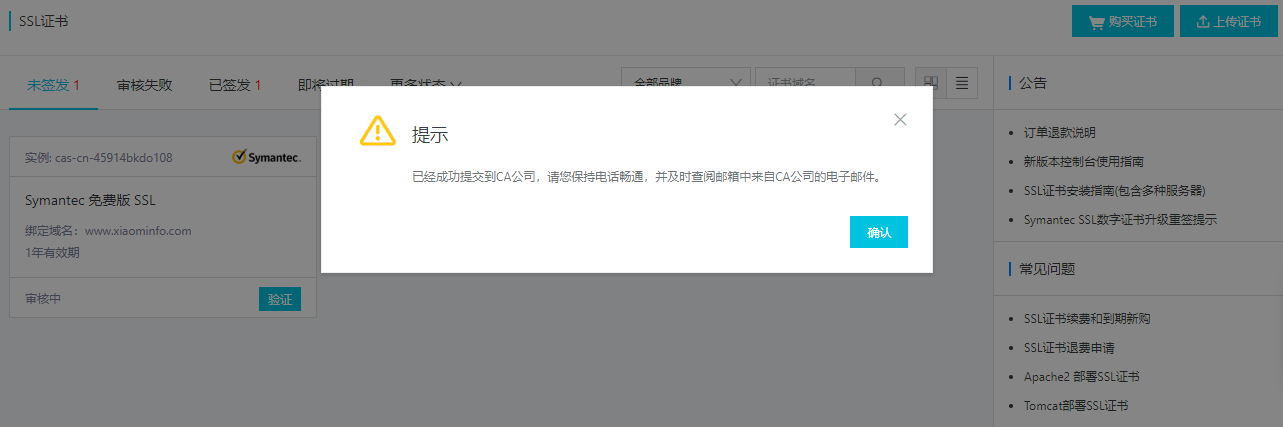 SSL证书
购买证书
上传证书
未签发 1
审核失败
已签发 1
即将过期
更多状态
全部品牌
证书域名
实例: cas-cn-45914bkdo108
Symantec.
Symantec 免费版 SSL
绑定域名：www.xiaominfo.com
1年有效期
审核中
验证
提示
已经成功提交到CA公司，请您保持电话畅通，并及时查阅邮箱中来自CA公司的电子邮件。
确认
公告
订单退款说明
新版本控制台使用指南
SSL证书安装指南(包含多种服务器)
Symantec SSL数字证书升级重签提示
常见问题
SSL证书续费和到期新购
SSL证书退费申请
Apache2 部署SSL证书
Tomcat部署SSL证书